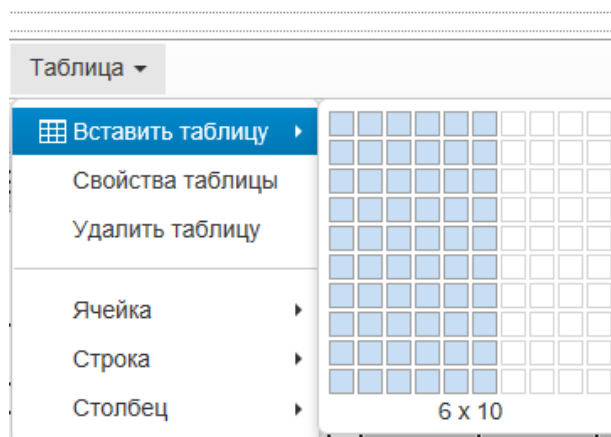 Таблица
Вставить таблицу
Свойства таблицы
Удалить таблицу
Ячейка
Строка
Столбец
6 x 10